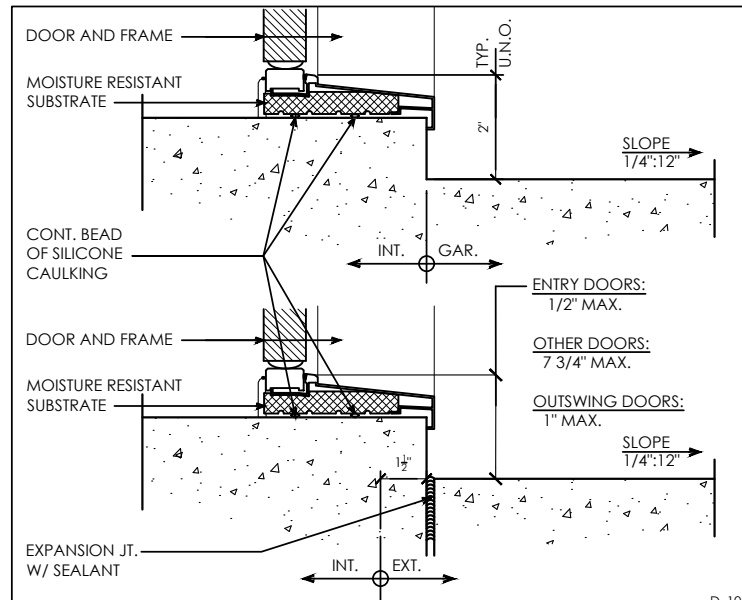 DOOR AND FRAME
TYP.
U.N.O.
MOISTURE RESISTANT
SUBSTRATE
2"
SLOPE
1/4":12"
CONT. BEAD
OF SILICONE
CAULKING
INT.
GAR.
ENTRY DOORS:
1/2" MAX.
DOOR AND FRAME
OTHER DOORS:
7 3/4" MAX.
MOISTURE RESISTANT
SUBSTRATE
OUTSWING DOORS:
1" MAX.
SLOPE
1/4":12"
1½"
EXPANSION JT.
W/ SEALANT
INT.
EXT.